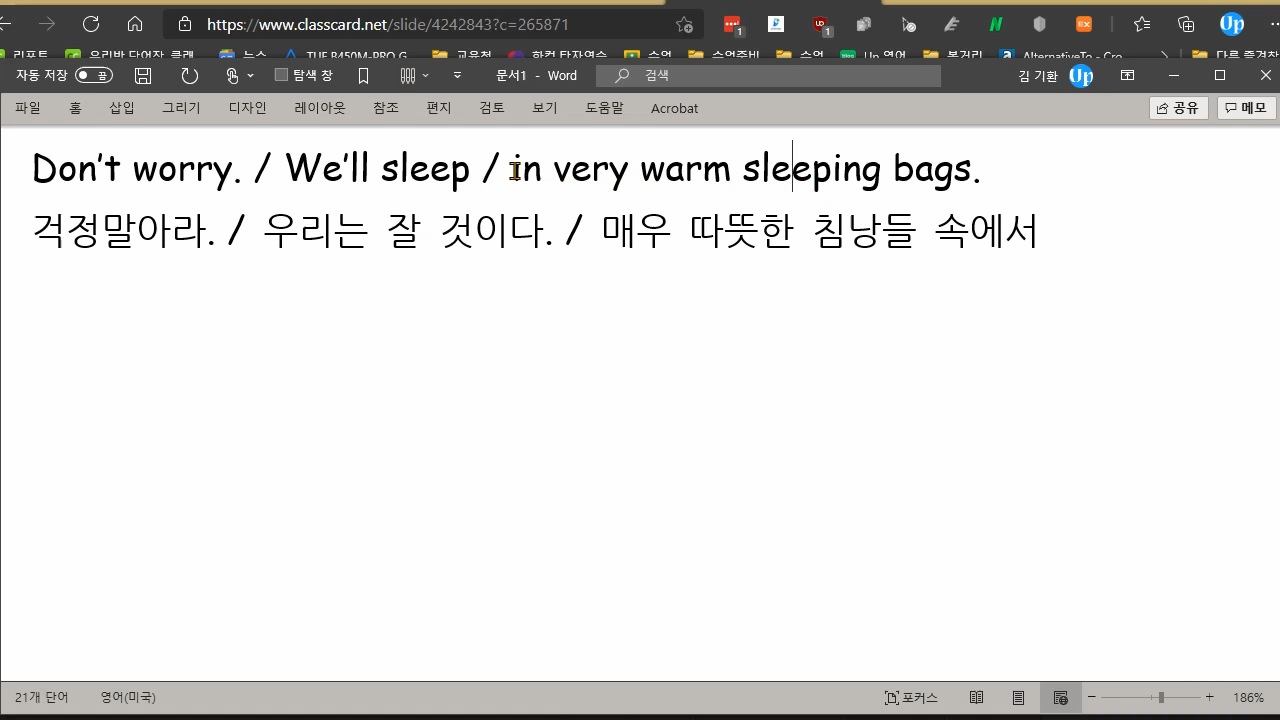 https://www.classcard.net/slide/4242843?c=265871
1
1
Up
자동 저장 끔 탐색 창 문서1 - Word 검색 김 기환 Up
파일 홈 삽입 그리기 디자인 레이아웃 참조 편지 검토 보기 도움말 Acrobat 공유 메모
Don't worry. / We'll sleep / in very warm sleeping bags.
걱정말아라. / 우리는 잘 것이다. / 매우 따뜻한 침낭들 속에서
21개 단어 영어(미국) 포커스 186%